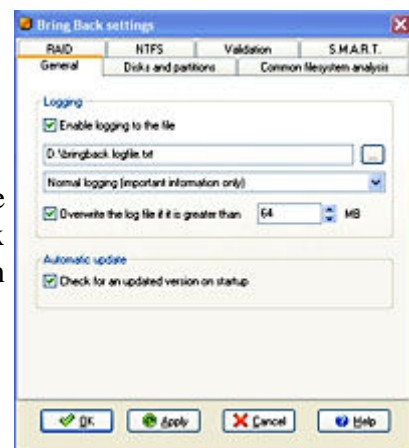 Bring Back settings
RAID NTFS Validation S.M.A.R.T.
General Disks and partitions Common filesystem analysis
Logging
Enable logging to the file
D:\bringback logfile.txt ...
Normal logging (important information only)
Overwrite the log file if it is greater than 64 MB
Automatic update
Check for an updated version on startup
OK Apply Cancel Help